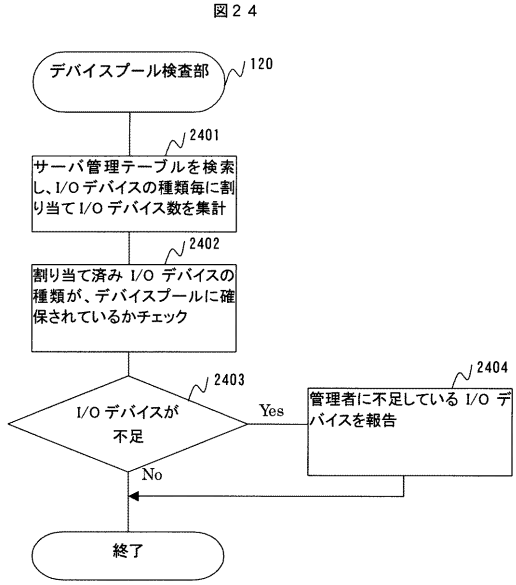 図２４
デバイスプール検査部
120
2401
サーバ管理テーブルを検索
し、I/Oデバイスの種類毎に割
り当てI/Oデバイス数を集計
2402
割り当て済み I/O デバイスの
種類が、デバイスプールに確
保されているかチェック
2403
I/O デバイスが
不足
Yes
2404
管理者に不足している I/O デ
バイスを報告
No
終了